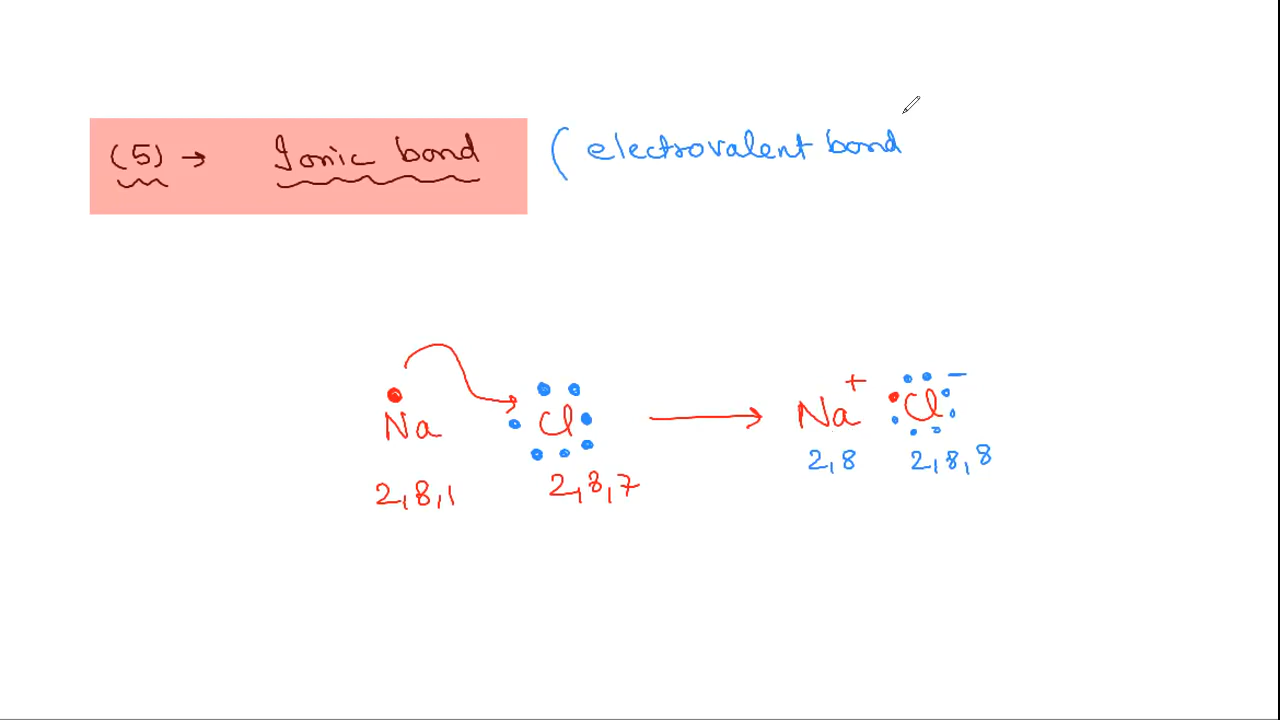 (5) → Ionic bond (electrovalent bond
Na Cl → Na+ Cl−
2,8,1 2,8,7 2,8 2,8,8